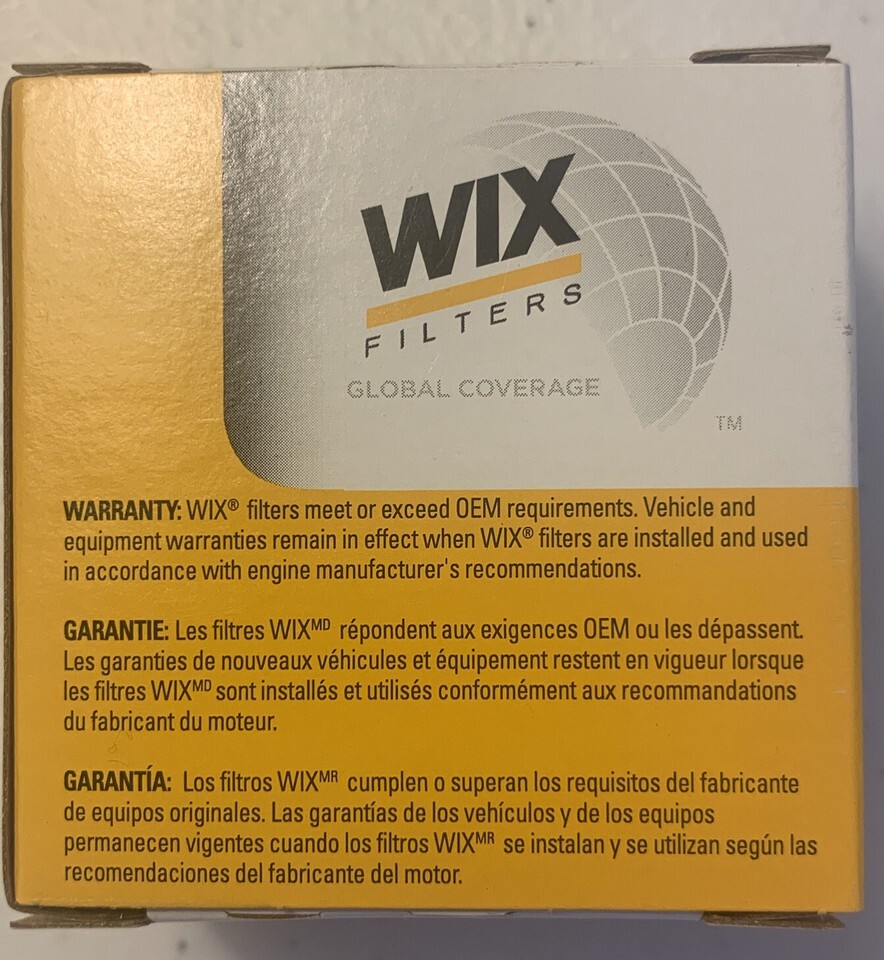 WIX
FILTERS
GLOBAL COVERAGE
TM
WARRANTY: WIX® filters meet or exceed OEM requirements. Vehicle and
equipment warranties remain in effect when WIX® filters are installed and used
in accordance with engine manufacturer's recommendations.
GARANTIE: Les filtres WIXMD répondent aux exigences OEM ou les dépassent.
Les garanties de nouveaux véhicules et équipement restent en vigueur lorsque
les filtres WIXMD sont installés et utilisés conformément aux recommandations
du fabricant du moteur.
GARANTÍA: Los filtros WIXMR cumplen o superan los requisitos del fabricante
de equipos originales. Las garantías de los vehículos y de los equipos
permanecen vigentes cuando los filtros WIXMR se instalan y se utilizan según las
recomendaciones del fabricante del motor.